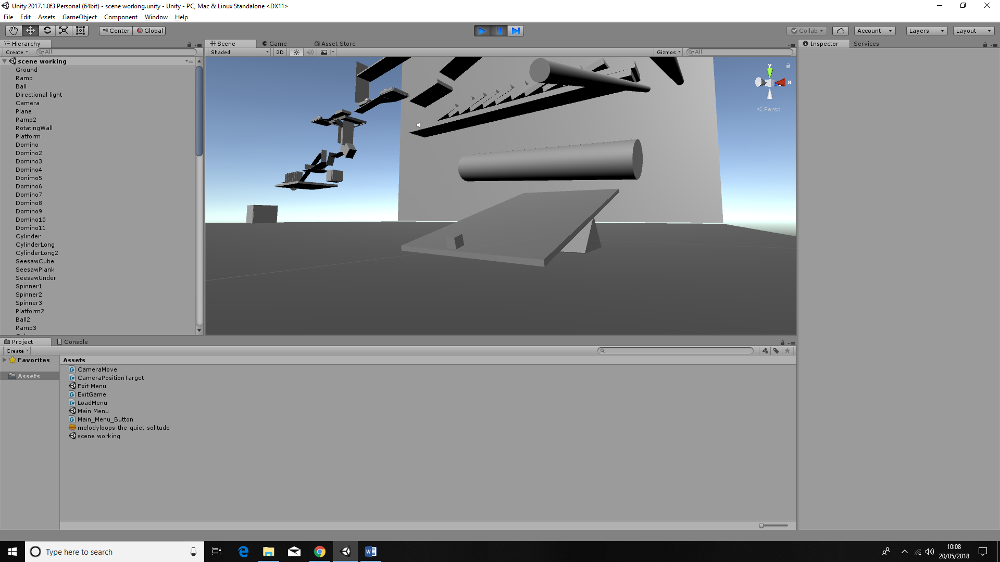 Unity 2017.1.0f3 Personal (64bit) - scene working.unity - Unity - PC, Mac & Linux Standalone <DX11>
File Edit Assets GameObject Component Window Help
Center Global Collab Account Layers Layout
Hierarchy
Create All
scene working
Ground
Ramp
Ball
Directional light
Camera
Plane
Ramp2
RotatingWall
Platform
Domino
Domino2
Domino3
Domino4
Donimo5
Domino6
Domino7
Domino8
Domino9
Domino10
Domino11
Cylinder
CylinderLong
CylinderLong2
SeesawCube
SeesawPlank
SeesawUnder
Spinner1
Spinner2
Spinner3
Platform2
Ball2
Ramp3
Scene Game Asset Store
Shaded 2D Gizmos All
y
x
Persp
Inspector Services
Project Console
Create
Favorites
Assets
Assets
CameraMove
CameraPositionTarget
Exit Menu
ExitGame
LoadMenu
Main Menu
Main_Menu_Button
melodyloops-the-quiet-solitude
scene working
Type here to search
10:08
20/05/2018